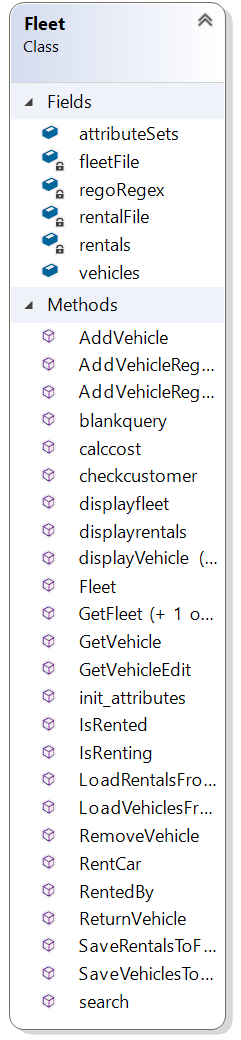 Fleet
Class
Fields
attributeSets
fleetFile
regoRegex
rentalFile
rentals
vehicles
Methods
AddVehicle
AddVehicleReg...
AddVehicleReg...
blankquery
calccost
checkcustomer
displayfleet
displayrentals
displayVehicle (...
Fleet
GetFleet (+ 1 o...
GetVehicle
GetVehicleEdit
init_attributes
IsRented
IsRenting
LoadRentalsFro...
LoadVehiclesFr...
RemoveVehicle
RentCar
RentedBy
ReturnVehicle
SaveRentalsToF...
SaveVehiclesTo...
search